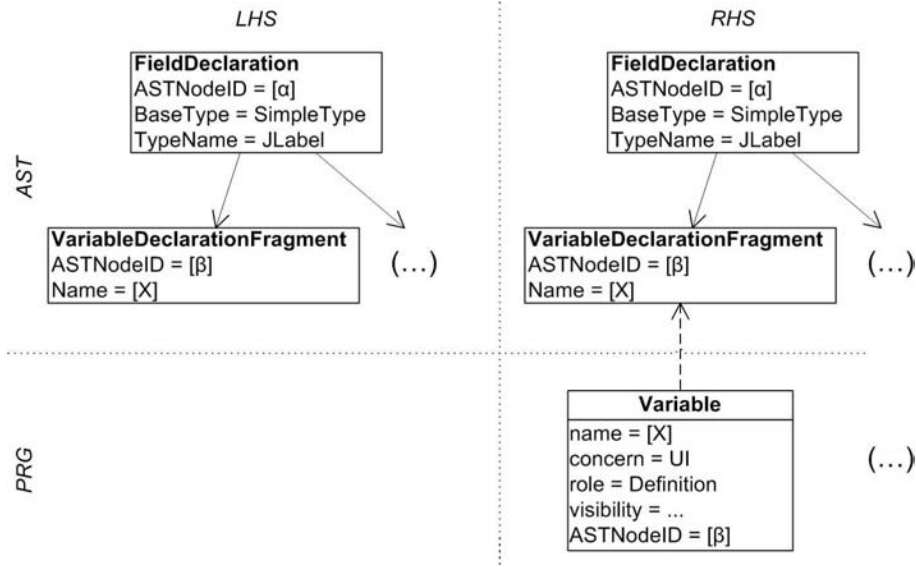 LHS
RHS
AST
FieldDeclaration
ASTNodeID = [α]
BaseType = SimpleType
TypeName = JLabel
VariableDeclarationFragment
ASTNodeID = [β]
Name = [X]
(...)
FieldDeclaration
ASTNodeID = [α]
BaseType = SimpleType
TypeName = JLabel
VariableDeclarationFragment
ASTNodeID = [β]
Name = [X]
(...)
PRG
Variable
name = [X]
concern = UI
role = Definition
visibility = ...
ASTNodeID = [β]
(...)